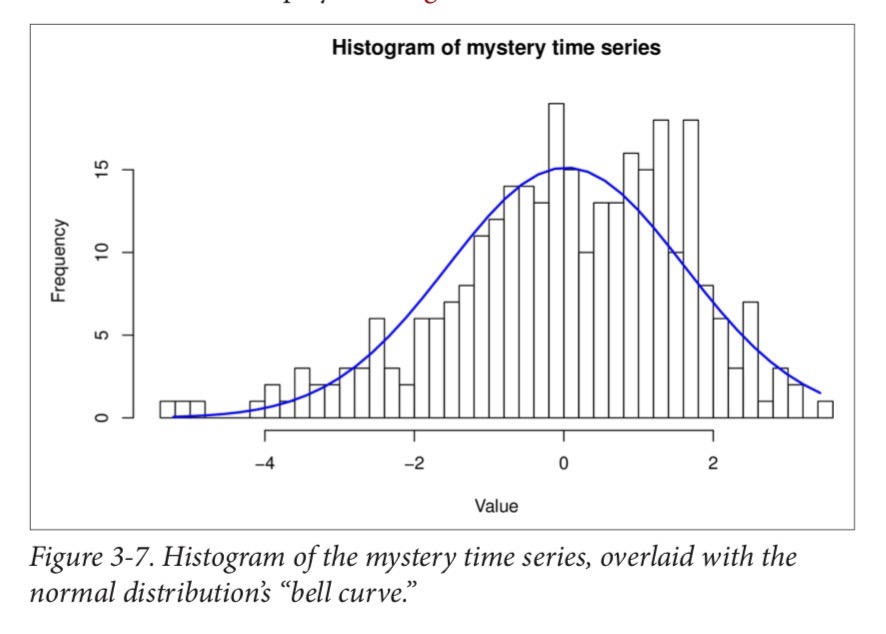 Histogram of mystery time series
Frequency
15
10
5
0
−4
−2
0
2
Value
Figure 3-7. Histogram of the mystery time series, overlaid with the
normal distribution’s “bell curve.”